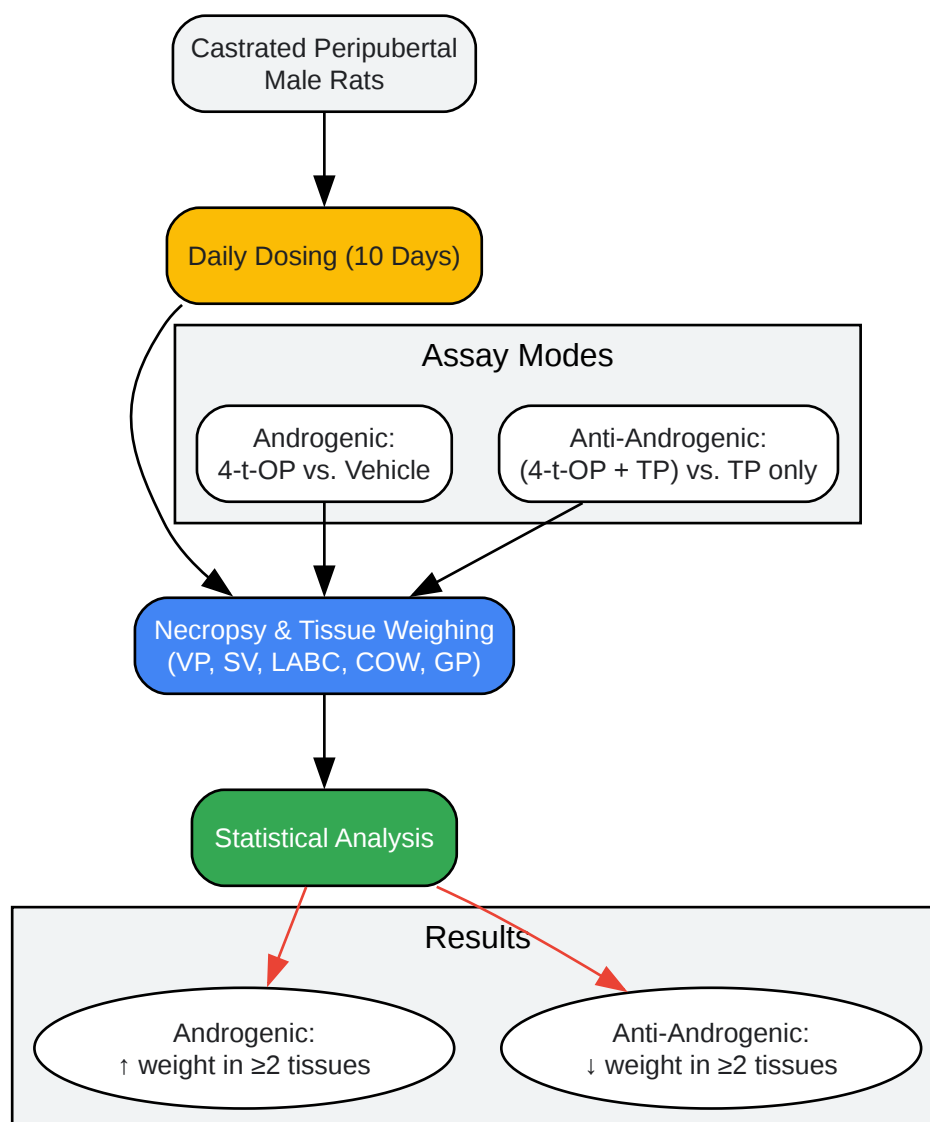 Castrated Peripubertal
Male Rats
Daily Dosing (10 Days)
Assay Modes
Androgenic:
4-t-OP vs. Vehicle
Anti-Androgenic:
(4-t-OP + TP) vs. TP only
Necropsy & Tissue Weighing
(VP, SV, LABC, COW, GP)
Statistical Analysis
Results
Androgenic:
↑ weight in ≥2 tissues
Anti-Androgenic:
↓ weight in ≥2 tissues